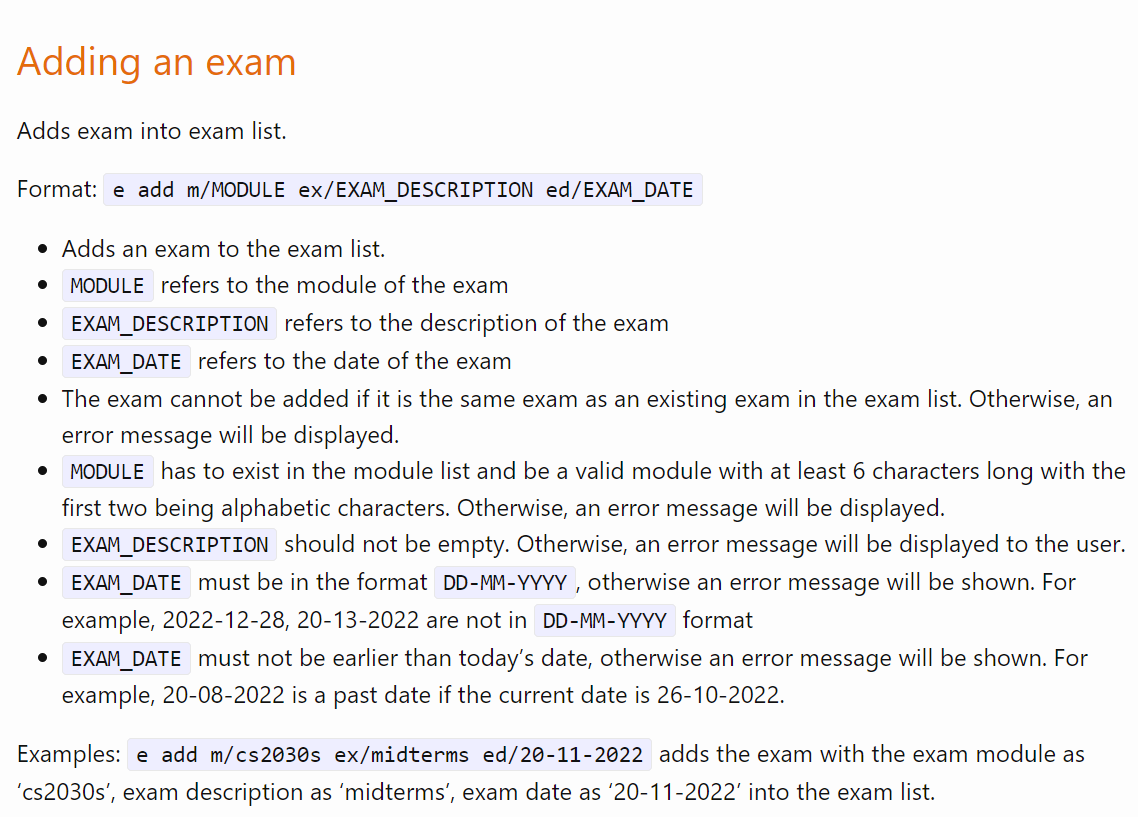 Adding an exam
Adds exam into exam list.
Format: e add m/MODULE ex/EXAM_DESCRIPTION ed/EXAM_DATE
• Adds an exam to the exam list.
• MODULE refers to the module of the exam
• EXAM_DESCRIPTION refers to the description of the exam
• EXAM_DATE refers to the date of the exam
• The exam cannot be added if it is the same exam as an existing exam in the exam list. Otherwise, an
error message will be displayed.
• MODULE has to exist in the module list and be a valid module with at least 6 characters long with the
first two being alphabetic characters. Otherwise, an error message will be displayed.
• EXAM_DESCRIPTION should not be empty. Otherwise, an error message will be displayed to the user.
• EXAM_DATE must be in the format DD-MM-YYYY, otherwise an error message will be shown. For
example, 2022-12-28, 20-13-2022 are not in DD-MM-YYYY format
• EXAM_DATE must not be earlier than today’s date, otherwise an error message will be shown. For
example, 20-08-2022 is a past date if the current date is 26-10-2022.
Examples: e add m/cs2030s ex/midterms ed/20-11-2022 adds the exam with the exam module as
‘cs2030s’, exam description as ‘midterms’, exam date as ‘20-11-2022’ into the exam list.